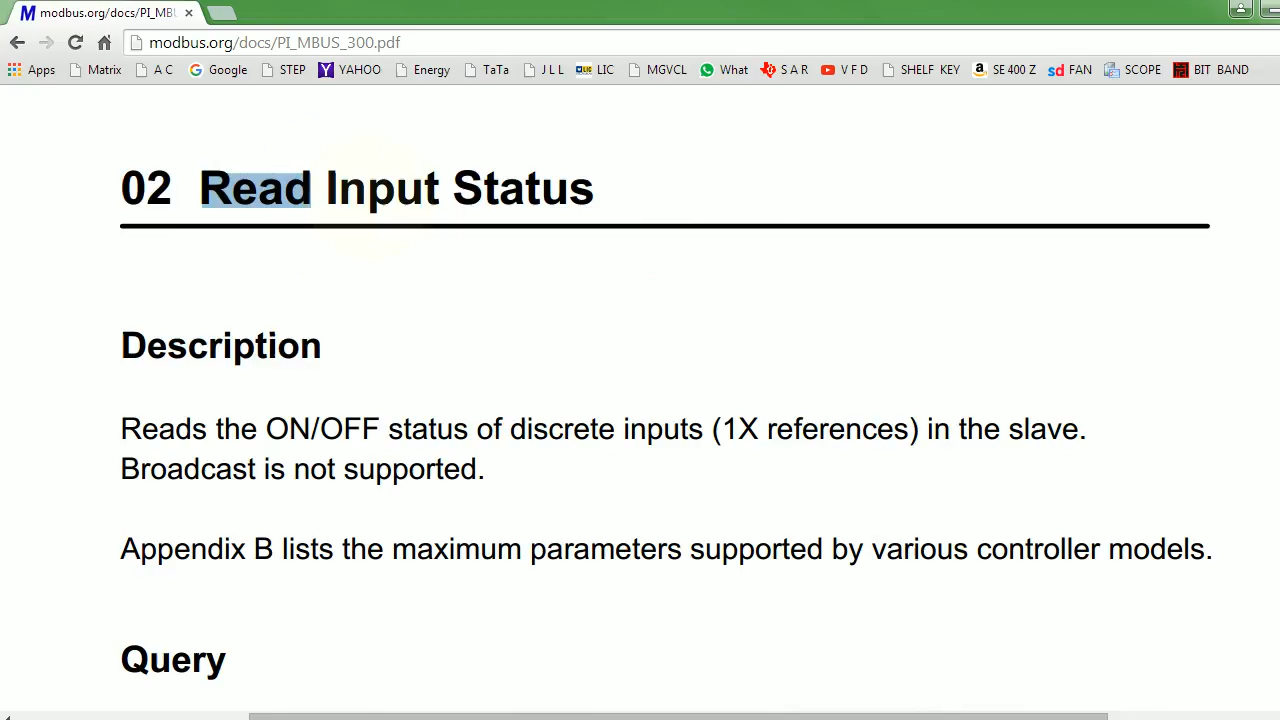 modbus.org/docs/PI_MBU
modbus.org/docs/PI_MBUS_300.pdf
Apps Matrix A C Google STEP YAHOO Energy TaTa J L L LIC MGVCL What S A R V F D SHELF KEY SE 400 Z sd FAN SCOPE BIT BAND
02 Read Input Status
Description
Reads the ON/OFF status of discrete inputs (1X references) in the slave.
Broadcast is not supported.
Appendix B lists the maximum parameters supported by various controller models.
Query